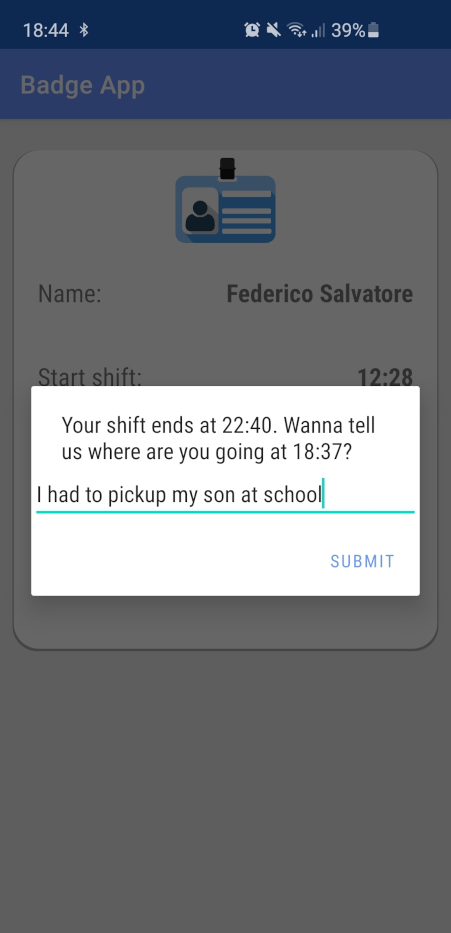 18:44 39%
Badge App
Name: Federico Salvatore
Start shift: 12:28
Your shift ends at 22:40. Wanna tell
us where are you going at 18:37?
I had to pickup my son at school
SUBMIT